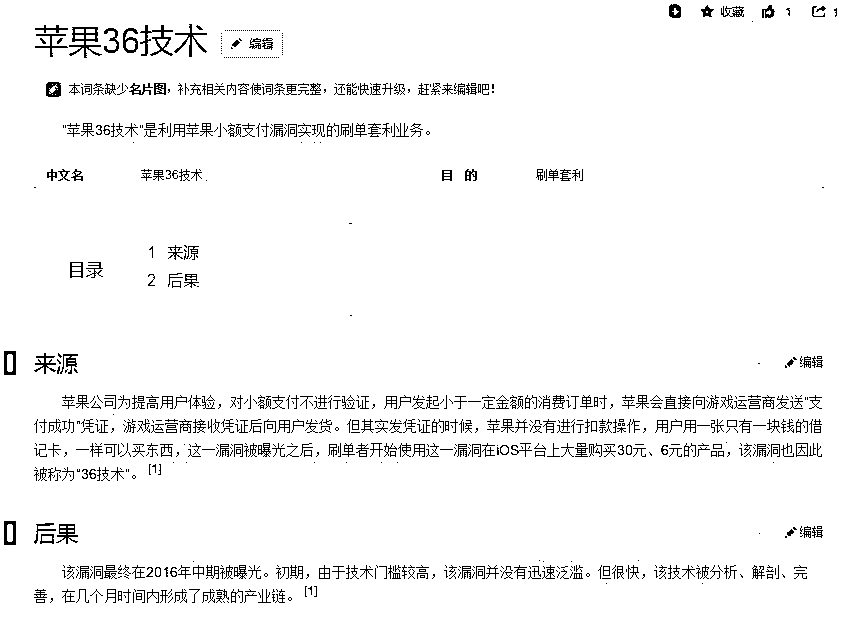 收藏 1 1
苹果36技术 编辑
本词条缺少名片图，补充相关内容使词条更完整，还能快速升级，赶紧来编辑吧！
"苹果36技术"是利用苹果小额支付漏洞实现的刷单套利业务。
中文名 苹果36技术 目的 刷单套利
目录
1 来源
2 后果
来源 编辑
苹果公司为提高用户体验，对小额支付不进行验证，用户发起小于一定金额的消费订单时，苹果会直接向游戏运营商发送"支
付成功"凭证，游戏运营商接收凭证后向用户发货。但其实发凭证的时候，苹果并没有进行扣款操作，用户用一张只有一块钱的借
记卡，一样可以买东西，这一漏洞被曝光之后，刷单者开始使用这一漏洞在iOS平台上大量购买30元、6元的产品，该漏洞也因此
被称为"36技术"。 [1]
后果 编辑
该漏洞最终在2016年中期被曝光。初期，由于技术门槛较高，该漏洞并没有迅速泛滥。但很快，该技术被分析、解剖、完
善，在几个月时间内形成了成熟的产业链。 [1]